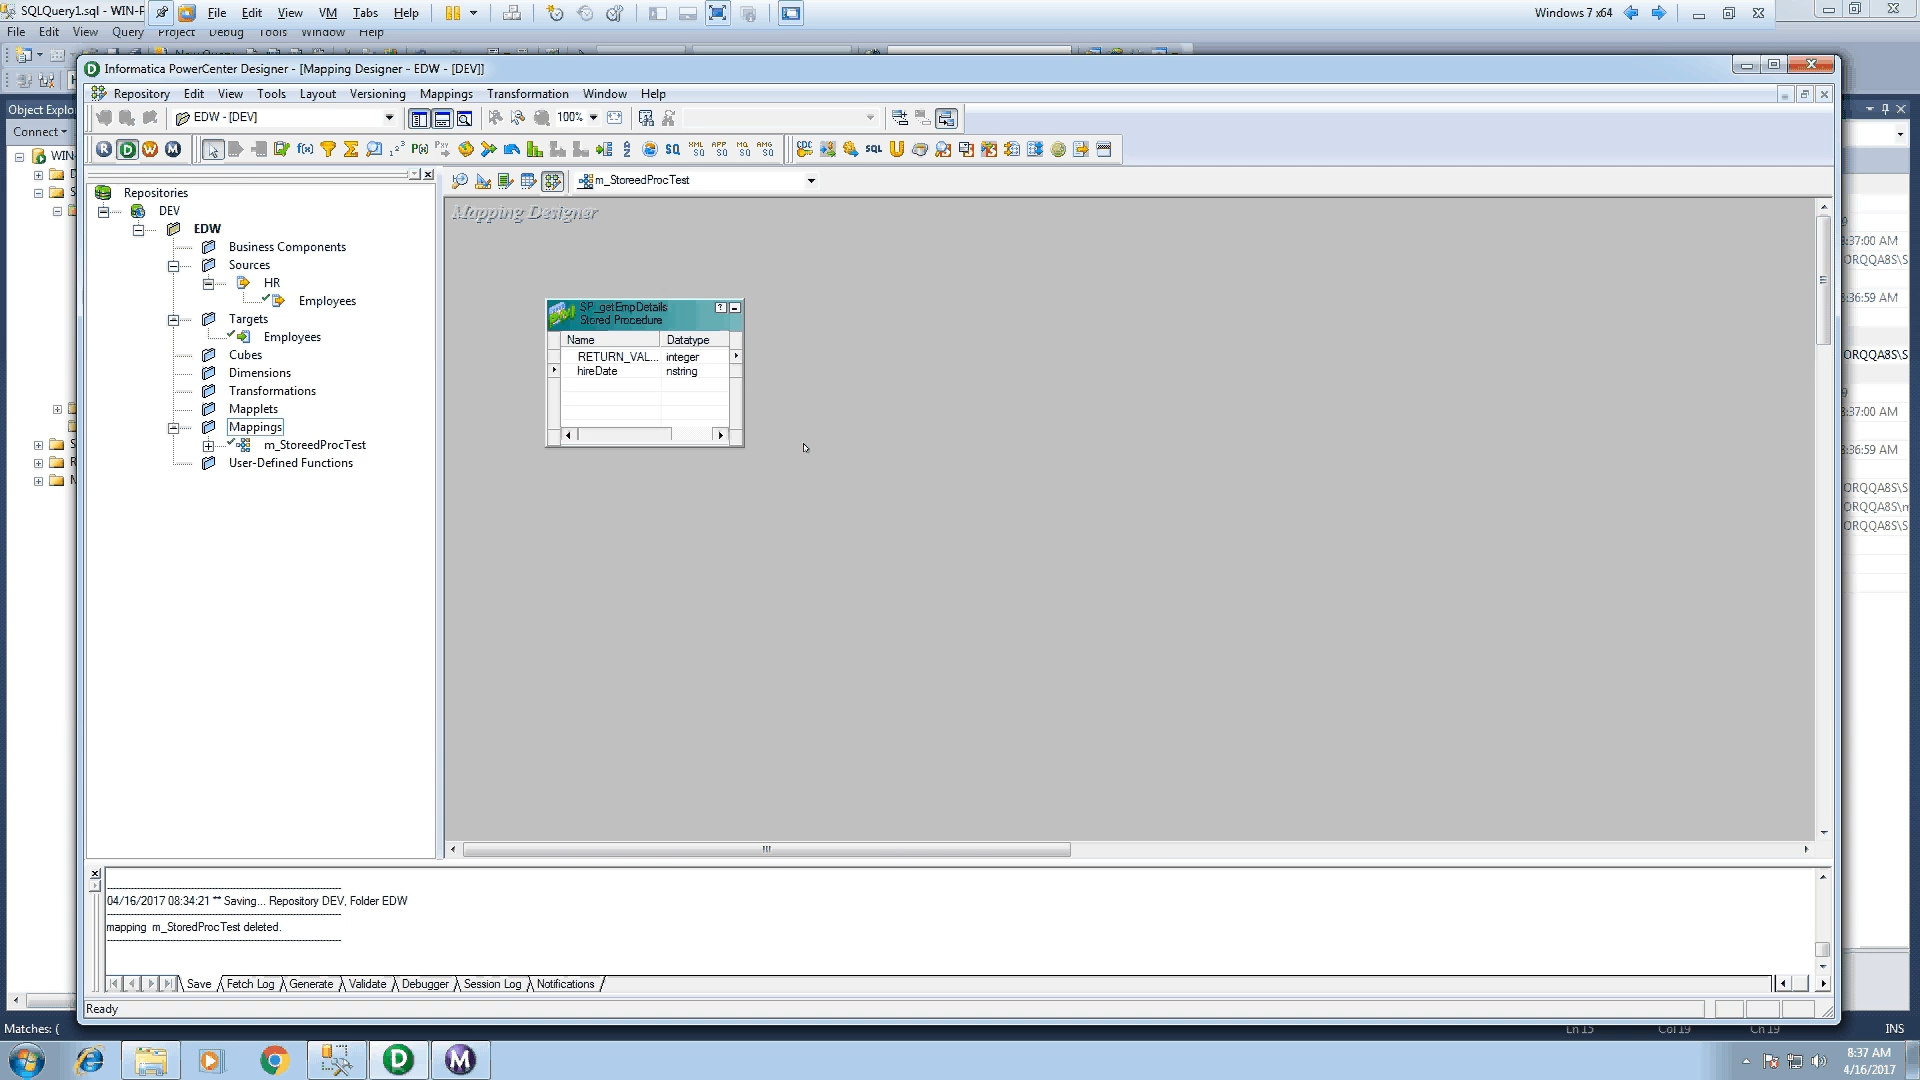 SQLQuery1.sql - WIN-F
File Edit View VM Tabs Help
Windows 7 x64
File Edit View Query Project Debug Tools Window Help
Informatica PowerCenter Designer - [Mapping Designer - EDW - [DEV]]
Repository Edit View Tools Layout Versioning Mappings Transformation Window Help
Object Explo
Connect
EDW - [DEV]
100%
m_StoreedProcTest
Repositories
DEV
EDW
Business Components
Sources
HR
Employees
Targets
Employees
Cubes
Dimensions
Transformations
Mapplets
Mappings
m_StoreedProcTest
User-Defined Functions
Mapping Designer
SP_getEmpDetails
Stored Procedure
Name Datatype
RETURN_VAL... integer
hireDate nstring
:37:00 AM
ORQQA8S\S
:36:59 AM
ORQQA8S\S
:37:00 AM
:36:59 AM
ORQQA8S\S
ORQQA8S\n
ORQQA8S\S
04/16/2017 08:34:21 ** Saving... Repository DEV, Folder EDW
mapping m_StoredProcTest deleted.
Save Fetch Log Generate Validate Debugger Session Log Notifications
Ready
Matches: (
Ln 15 Col 19 Ch 19 INS
8:37 AM
4/16/2017